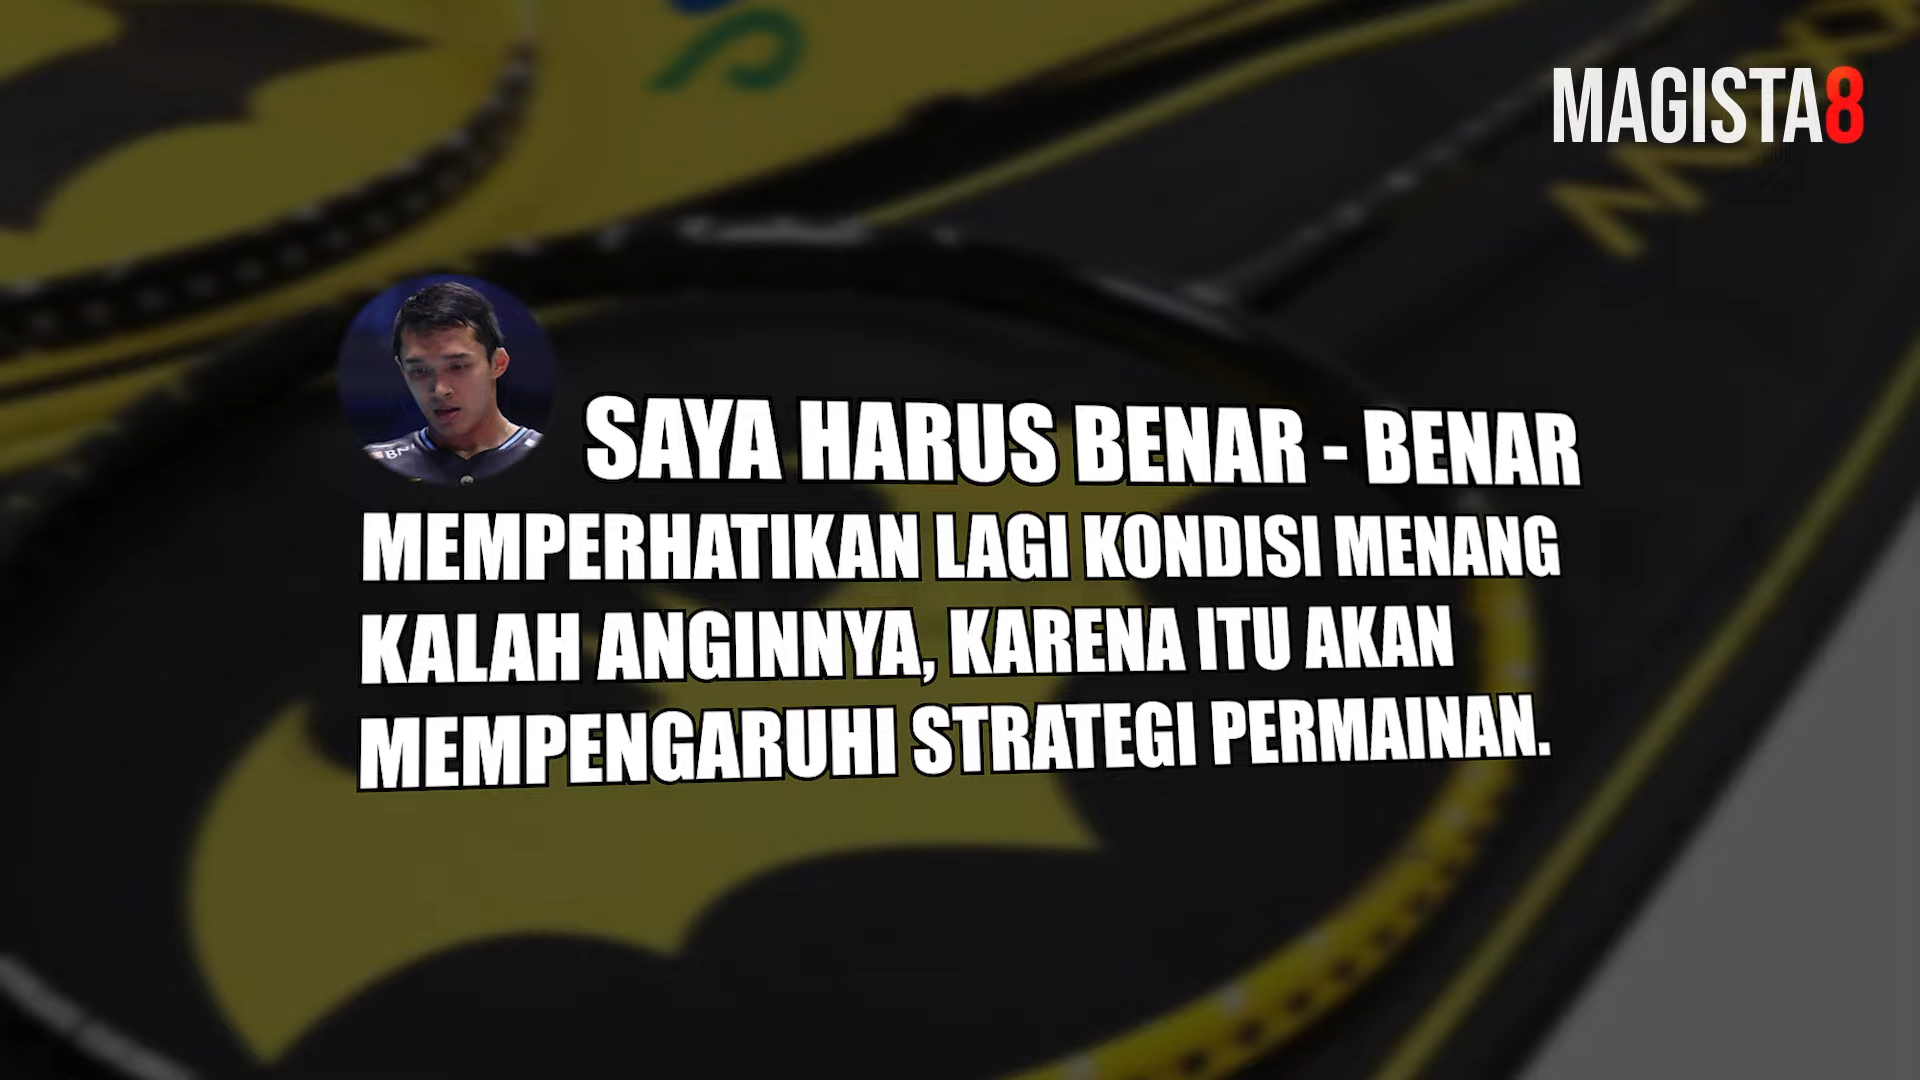 MAGISTA8
SAYA HARUS BENAR - BENAR
MEMPERHATIKAN LAGI KONDISI MENANG
KALAH ANGINNYA, KARENA ITU AKAN
MEMPENGARUHI STRATEGI PERMAINAN.